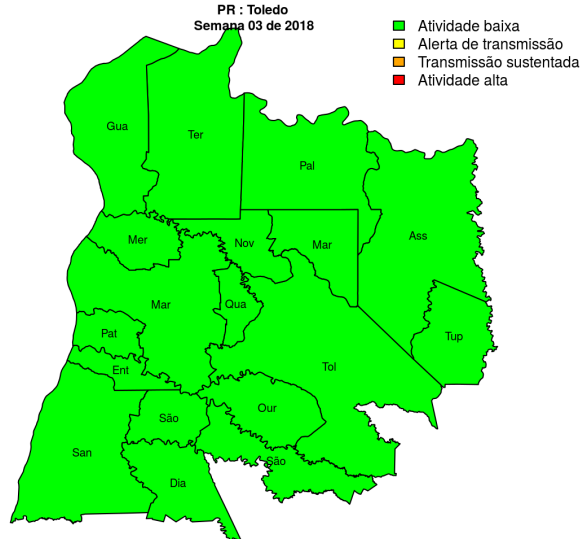 PR : Toledo
Semana 03 de 2018
Atividade baixa
Alerta de transmissão
Transmissão sustentada
Atividade alta
Gua
Ter
Pal
Mer
Nov
Mar
Ass
Mar
Qua
Pat
Tup
Ent
Tol
São
Our
San
São
Dia